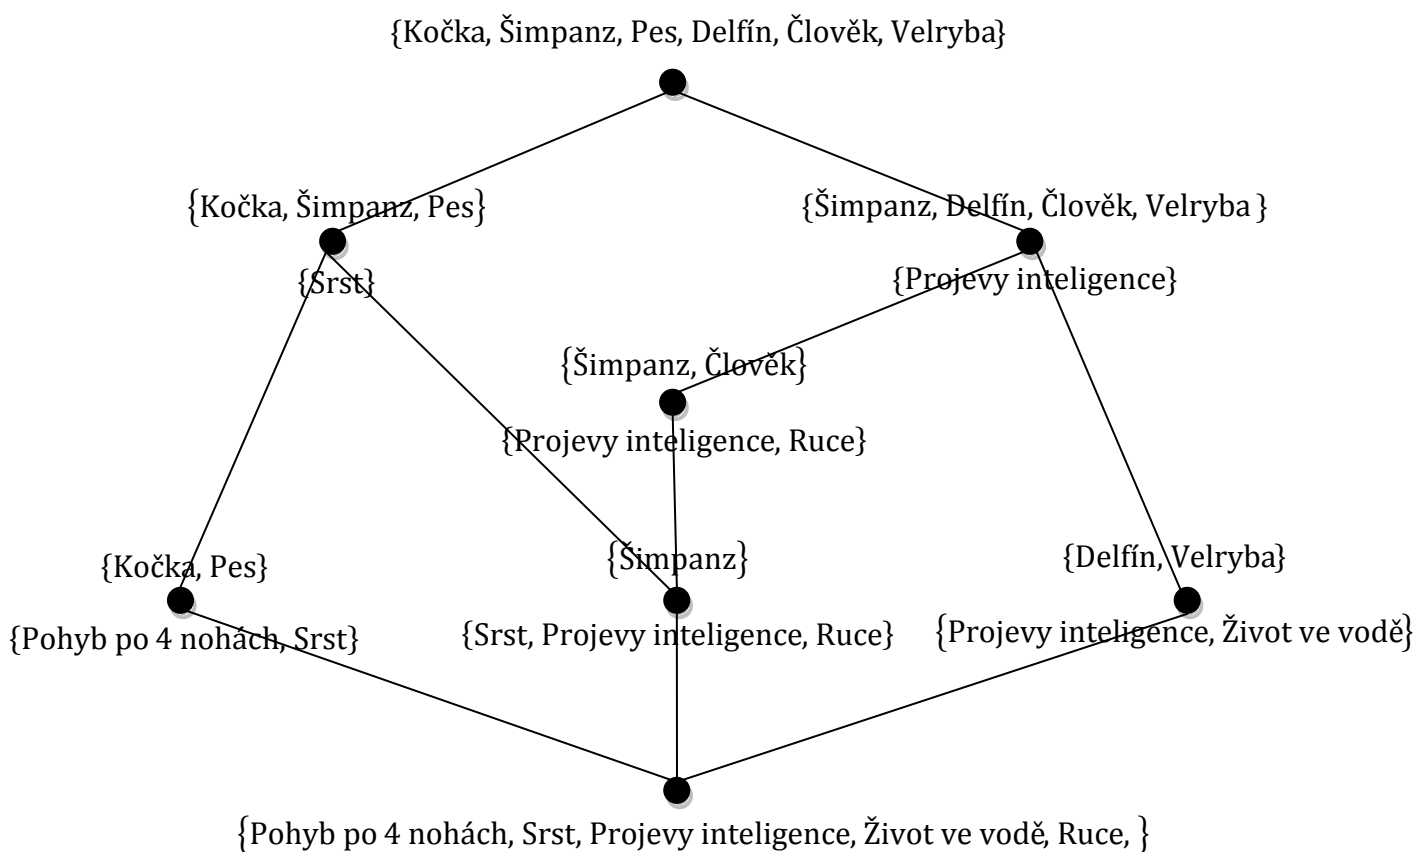 {Kočka, Šimpanz, Pes, Delfín, Člověk, Velryba}
{Kočka, Šimpanz, Pes}
{Šimpanz, Delfín, Člověk, Velryba }
{Srst}
{Projevy inteligence}
{Šimpanz, Člověk}
{Projevy inteligence, Ruce}
{Kočka, Pes}
{Šimpanz}
{Delfín, Velryba}
{Pohyb po 4 nohách, Srst}
{Srst, Projevy inteligence, Ruce}
{Projevy inteligence, Život ve vodě}
{Pohyb po 4 nohách, Srst, Projevy inteligence, Život ve vodě, Ruce, }